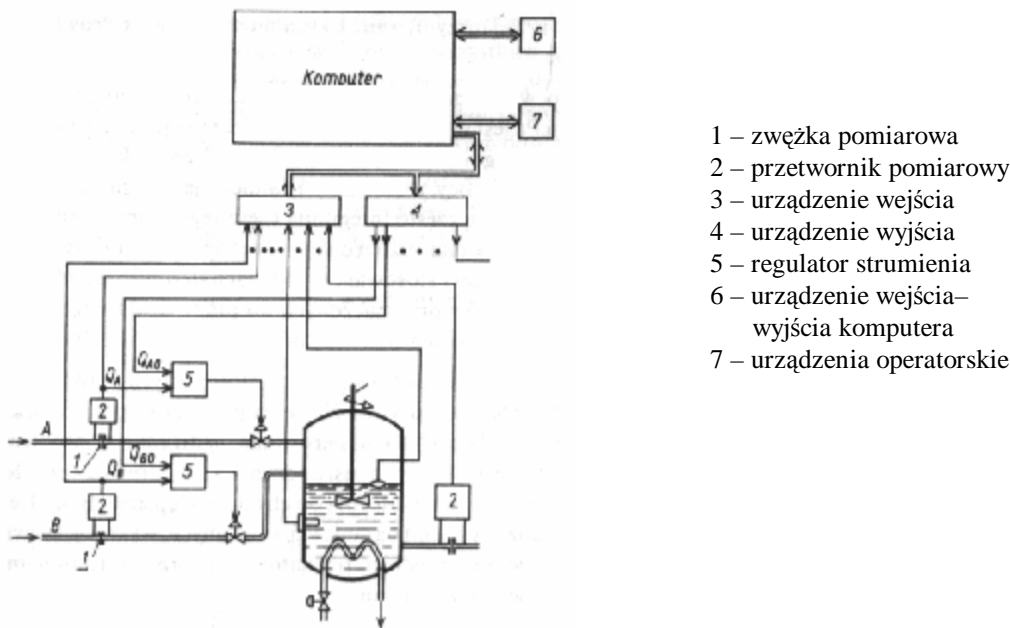 Komputer
6
7
3
4
Q_A0
Q_A
5
2
A
1
Q_B0
Q_B
5
2
2
B
1
1 – zwężka pomiarowa
2 – przetwornik pomiarowy
3 – urządzenie wejścia
4 – urządzenie wyjścia
5 – regulator strumienia
6 – urządzenie wejścia–
wyjścia komputera
7 – urządzenia operatorskie